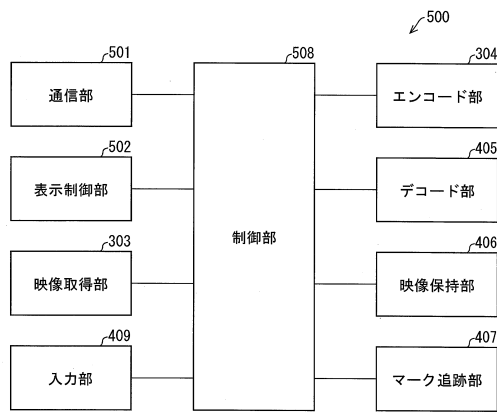 500
501
通信部
502
表示制御部
303
映像取得部
409
入力部
508
制御部
304
エンコード部
405
デコード部
406
映像保持部
407
マーク追跡部